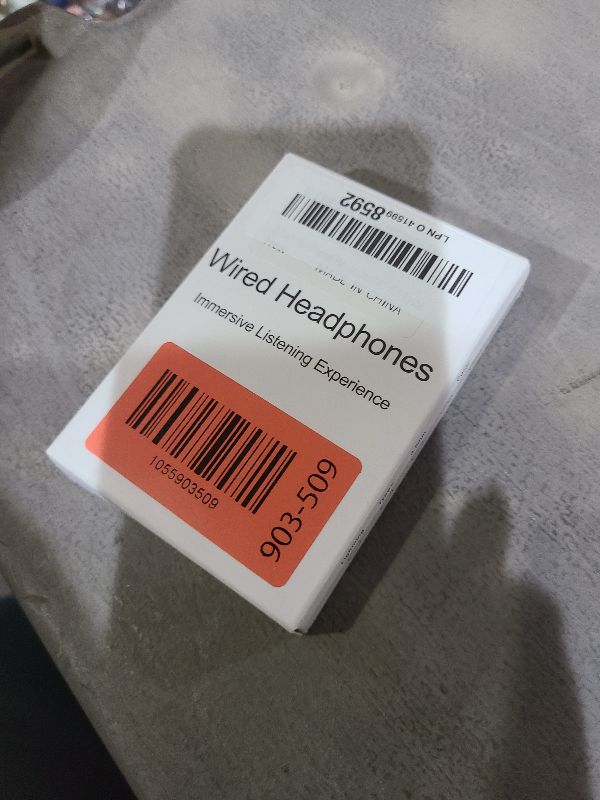 LPN O 41599 8592
MADE IN CHINA
Wired Headphones
Immersive Listening Experience
1055903509
903-509